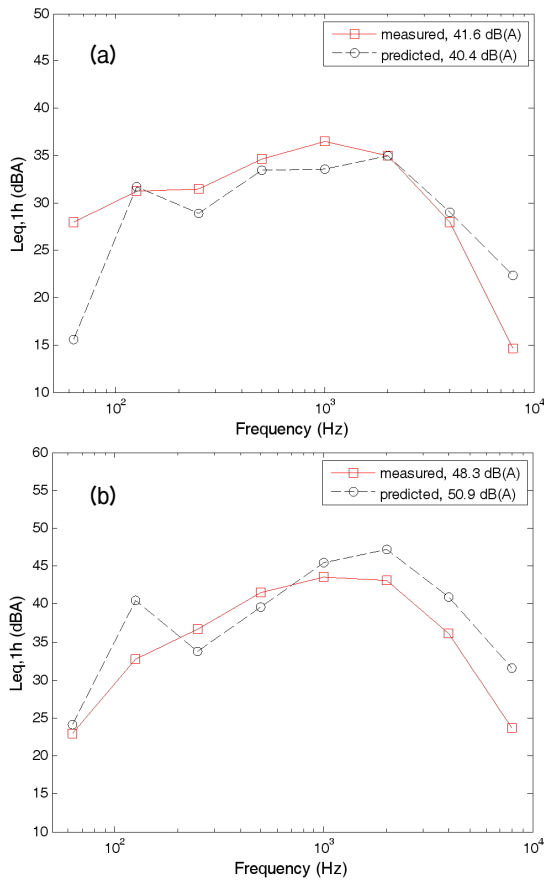 50
45
40
35
30
25
20
15
10
(a)
measured, 41.6 dB(A)
predicted, 40.4 dB(A)
Leq,1h (dBA)
10²
10³
10⁴
Frequency (Hz)
60
55
50
45
40
35
30
25
20
15
10
(b)
measured, 48.3 dB(A)
predicted, 50.9 dB(A)
Leq,1h (dBA)
10²
10³
10⁴
Frequency (Hz)